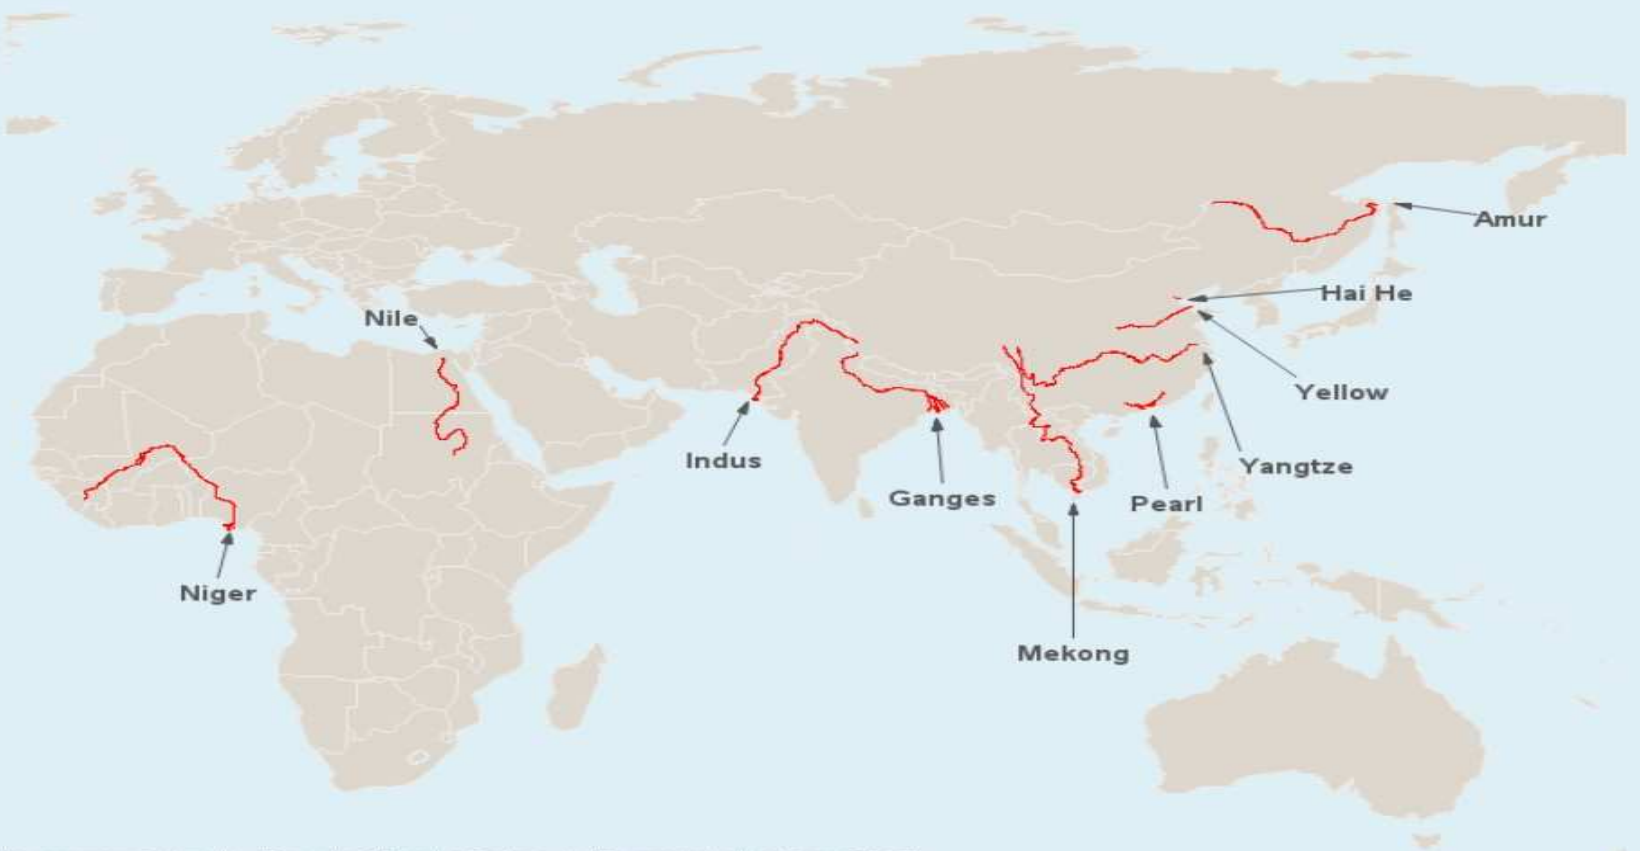 Amur
Hai He
Nile
Yellow
Indus
Yangtze
Ganges
Pearl
Niger
Mekong